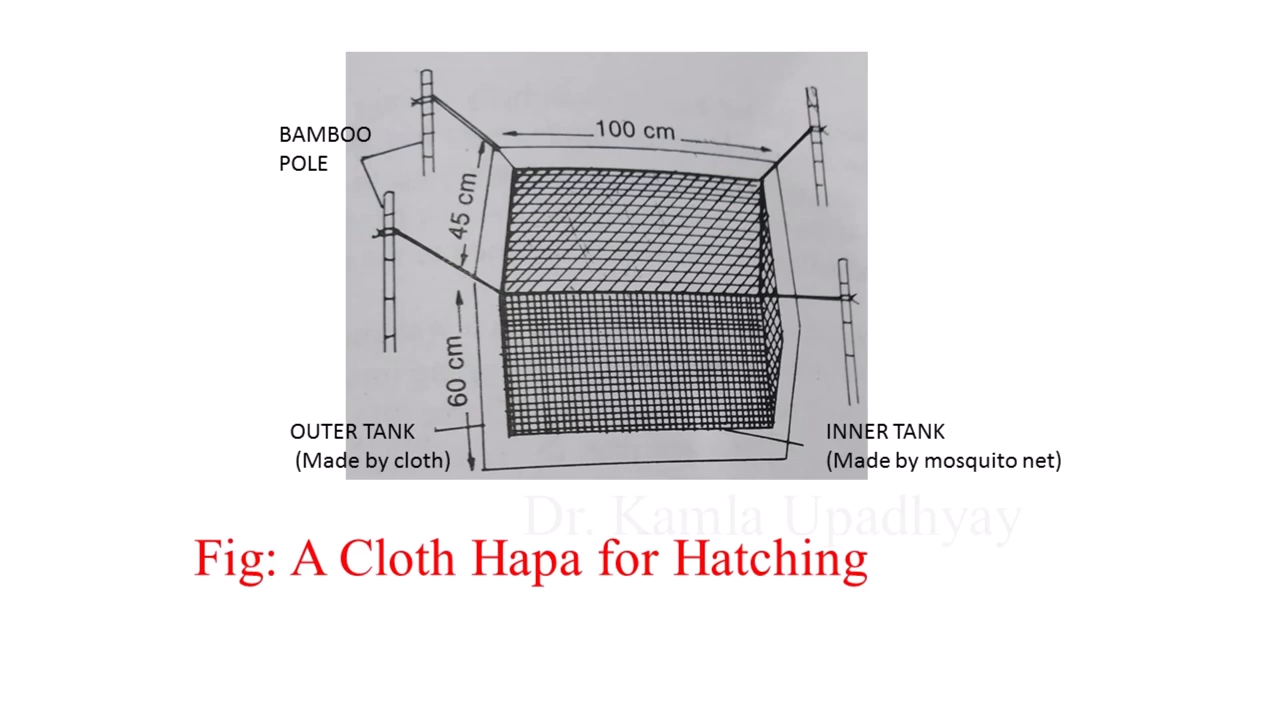 BAMBOO
POLE
100 cm
45 cm
60 cm
OUTER TANK
(Made by cloth)
INNER TANK
(Made by mosquito net)
Dr. Kamla Upadhyay
Fig: A Cloth Hapa for Hatching